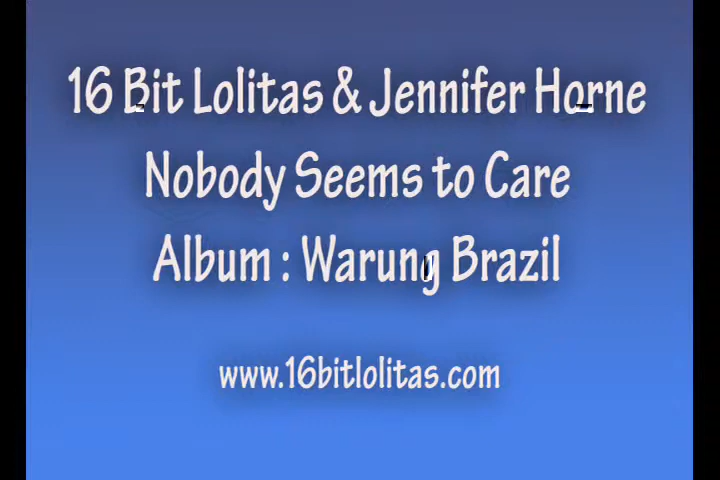 16 Bit Lolitas & Jennifer Horne
Nobody Seems to Care
Album : Warung Brazil
www.16bitlolitas.com